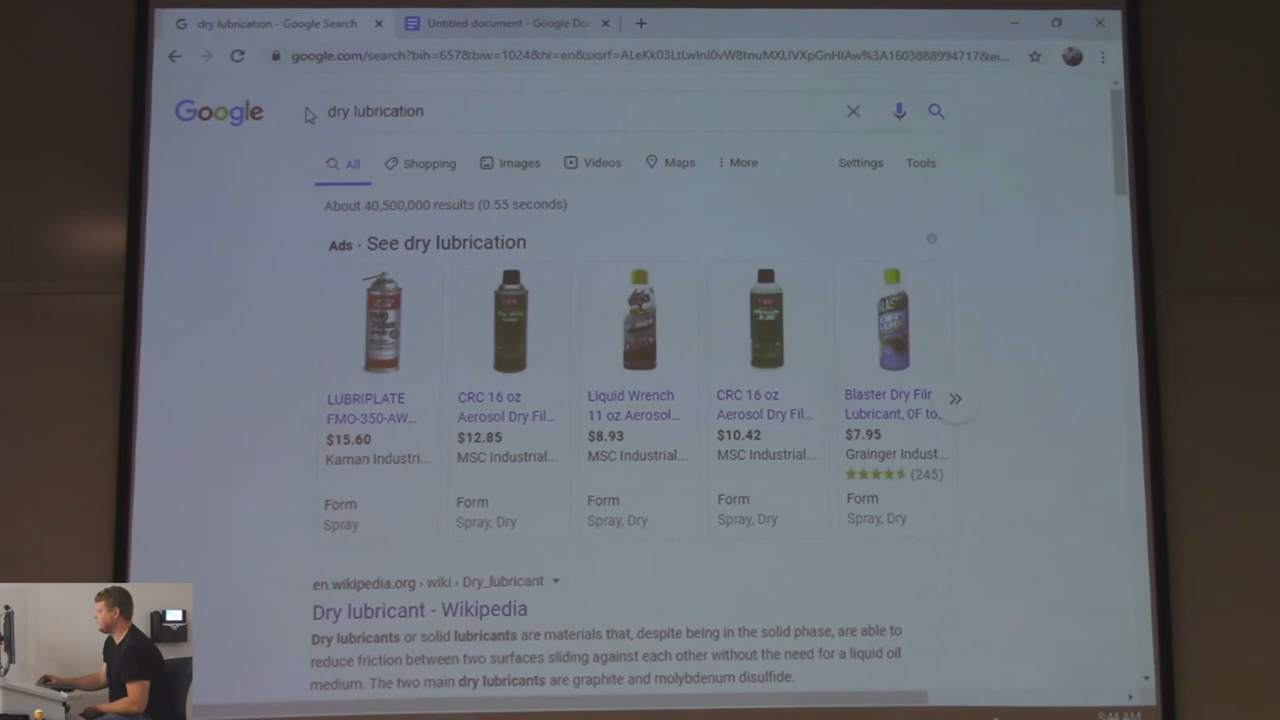 dry lubrication - Google Search
Untitled document - Google Do
google.com/search?bih=657&biw=1024&hl=en&sxsrf=ALeKk03LtLwInI0vW8tnuMXLIVXpGnHIAw%3A1603888994717&ei...
Google
dry lubrication
All Shopping Images Videos Maps More Settings Tools
About 40,500,000 results (0.55 seconds)
Ads · See dry lubrication
LUBRIPLATE
FMO-350-AW...
$15.60
Kaman Industri...
Form
Spray
CRC 16 oz
Aerosol Dry Fil...
$12.85
MSC Industrial...
Form
Spray, Dry
Liquid Wrench
11 oz Aerosol...
$8.93
MSC Industrial...
Form
Spray, Dry
CRC 16 oz
Aerosol Dry Fil...
$10.42
MSC Industrial...
Form
Spray, Dry
Blaster Dry Filr
Lubricant, 0F to
$7.95
Grainger Indust...
(245)
Form
Spray, Dry
en.wikipedia.org › wiki › Dry_lubricant
Dry lubricant - Wikipedia
Dry lubricants or solid lubricants are materials that, despite being in the solid phase, are able to
reduce friction between two surfaces sliding against each other without the need for a liquid oil
medium. The two main dry lubricants are graphite and molybdenum disulfide.